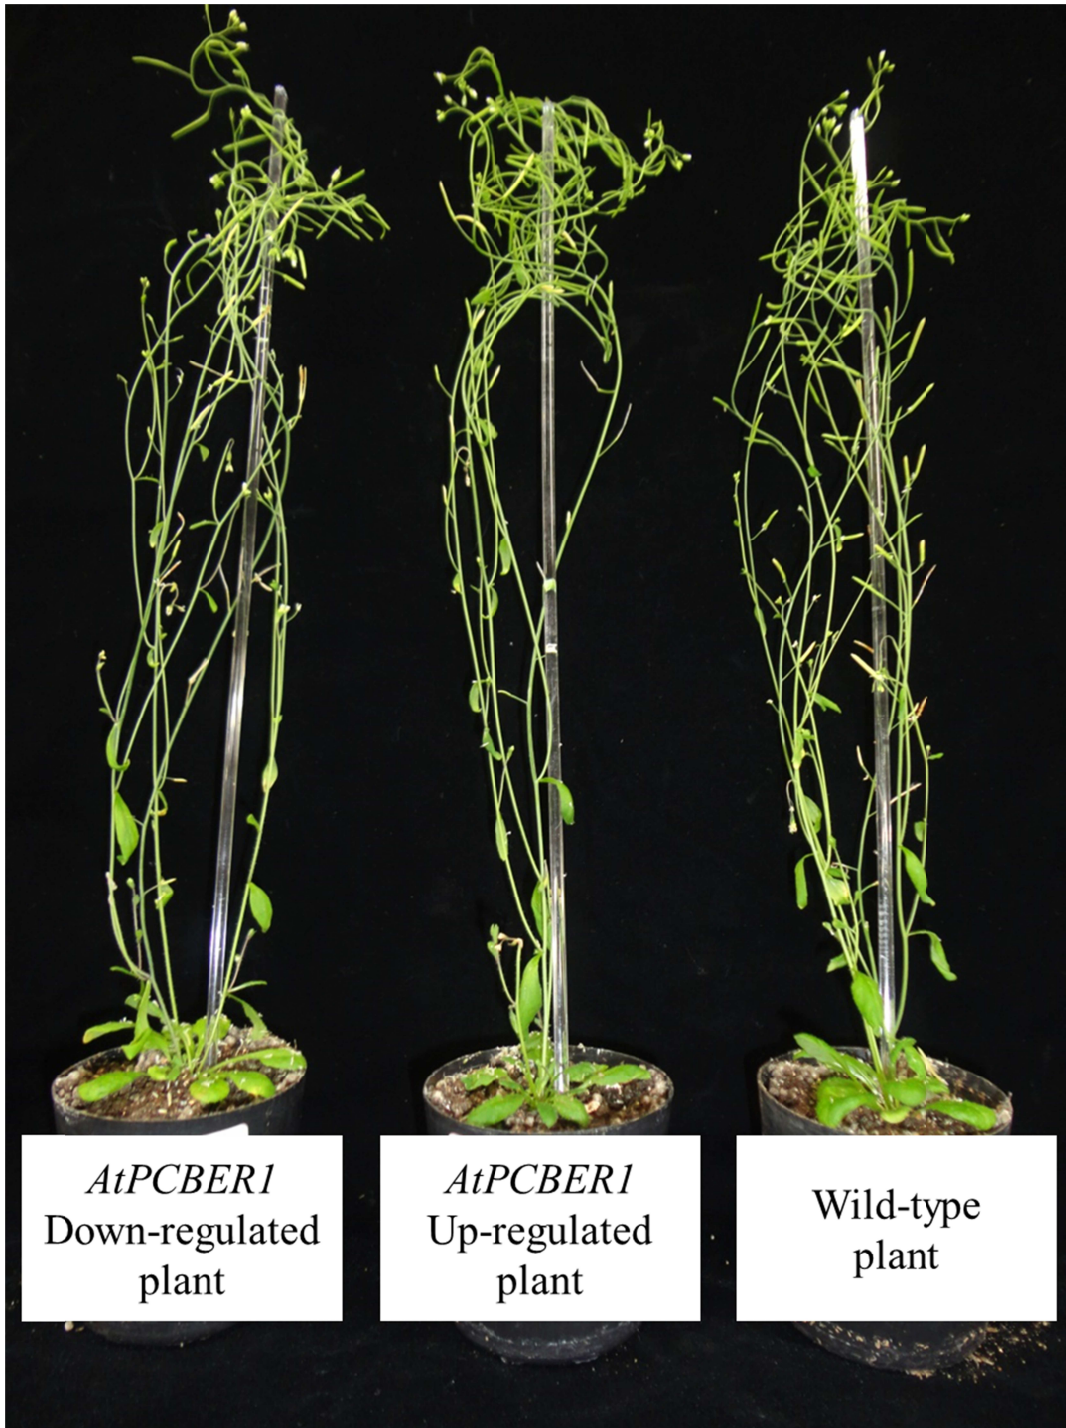 AtPCBER1
Down-regulated
plant
AtPCBER1
Up-regulated
plant
Wild-type
plant